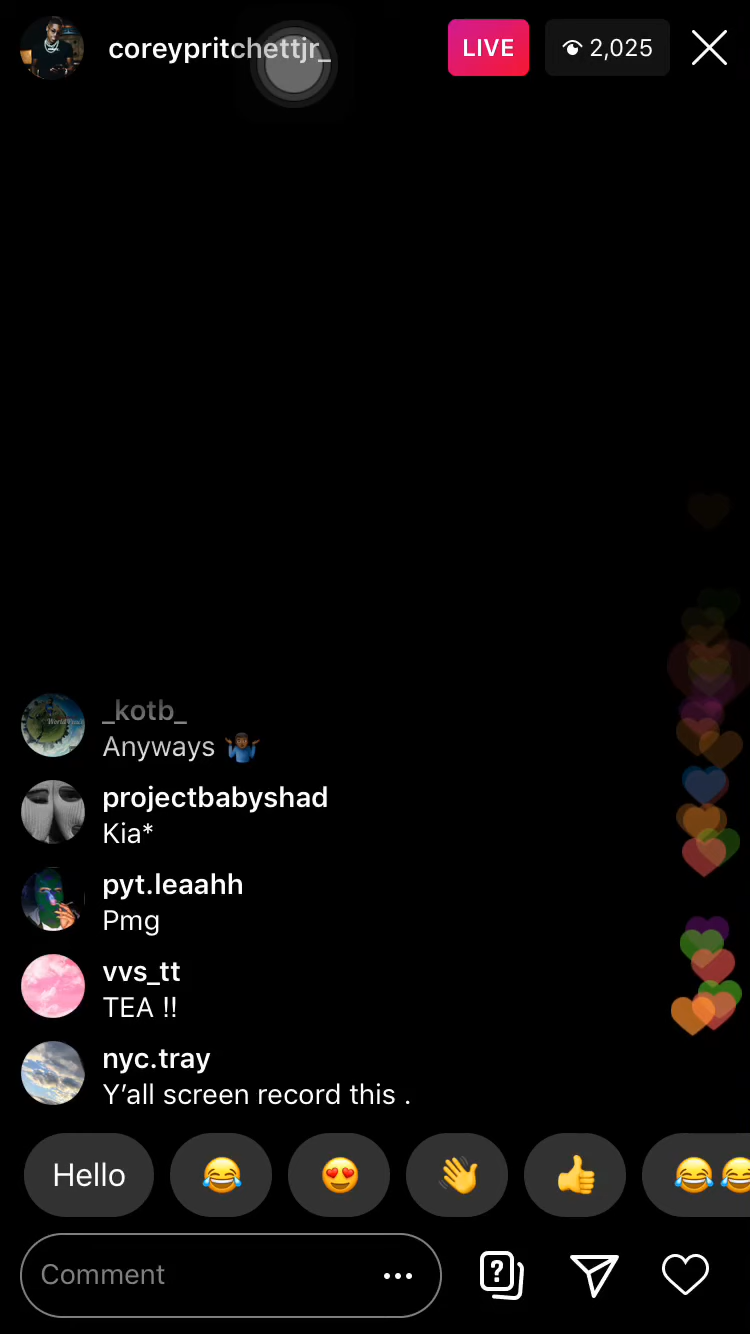 coreypritchettjr_
LIVE
2,025
_kotb_
Anyways 🤷🏾‍♂️
projectbabyshad
Kia*
pyt.leaahh
Pmg
vvs_tt
TEA !!
nyc.tray
Y’all screen record this .
Hello 😂 😍 👋 👍 😂😂
Comment